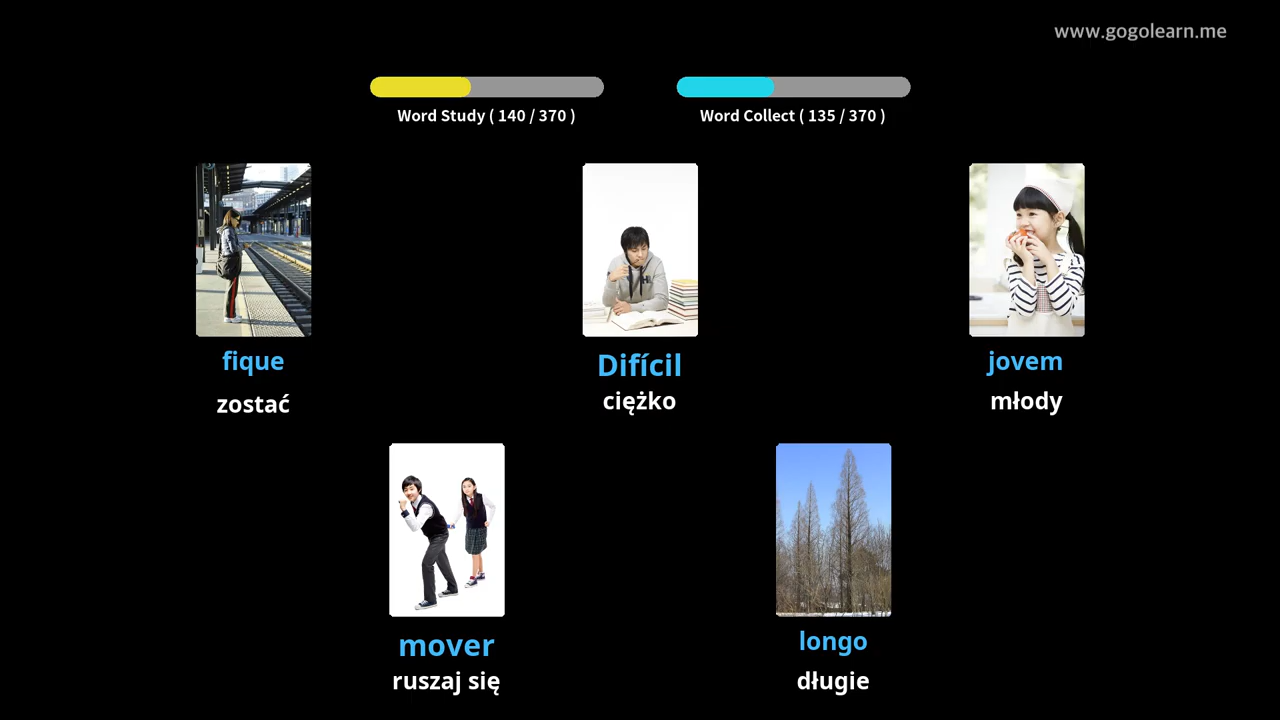 www.gogolearn.me
Word Study ( 140 / 370 )
Word Collect ( 135 / 370 )
fique
zostać
Difícil
ciężko
jovem
młody
mover
ruszaj się
longo
długie